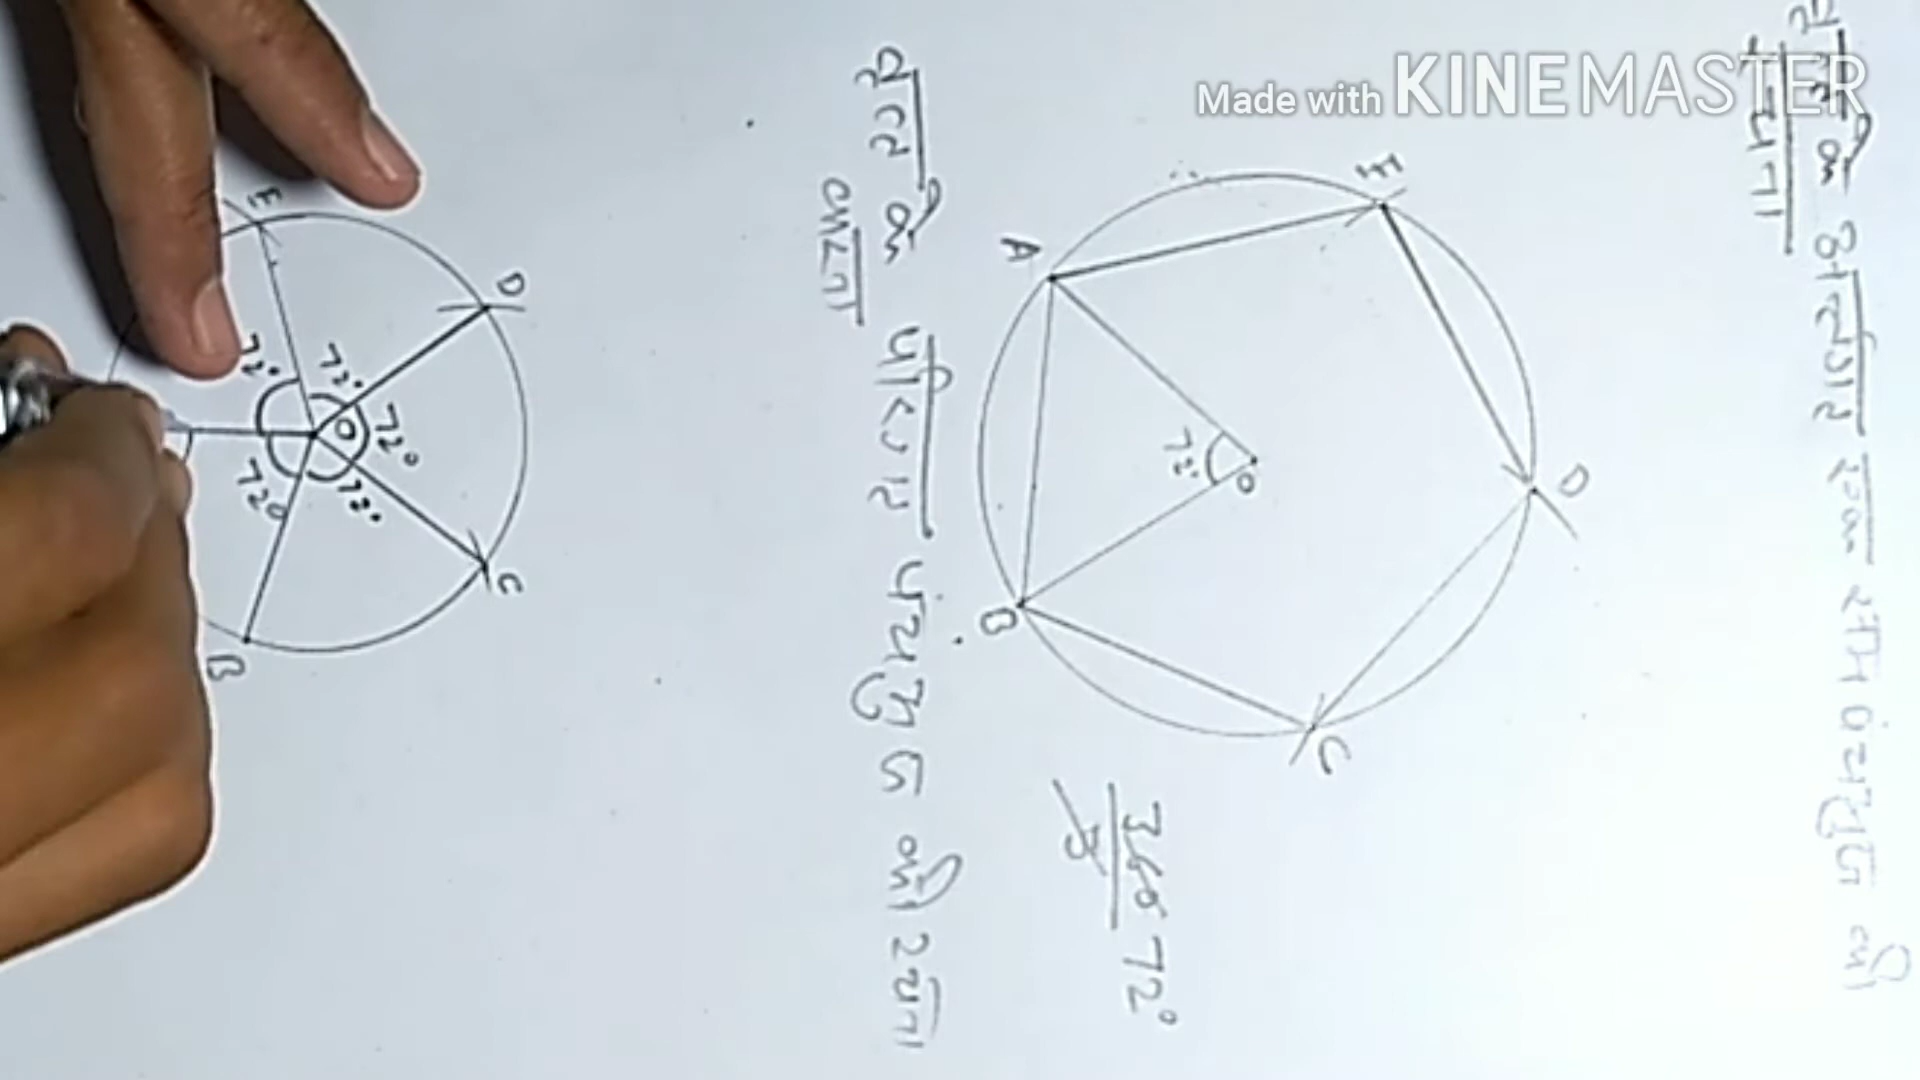 Made with KINEMASTER
वृत्त के अन्तर्गत एक सम पंचभुज की
रचना
E
A
D
72°
O
B
C
360 72°
5
वृत्त के परिगत पंचभुज की रचना
करना
E
D
72°
72°
72°
O
72°
72°
C
B